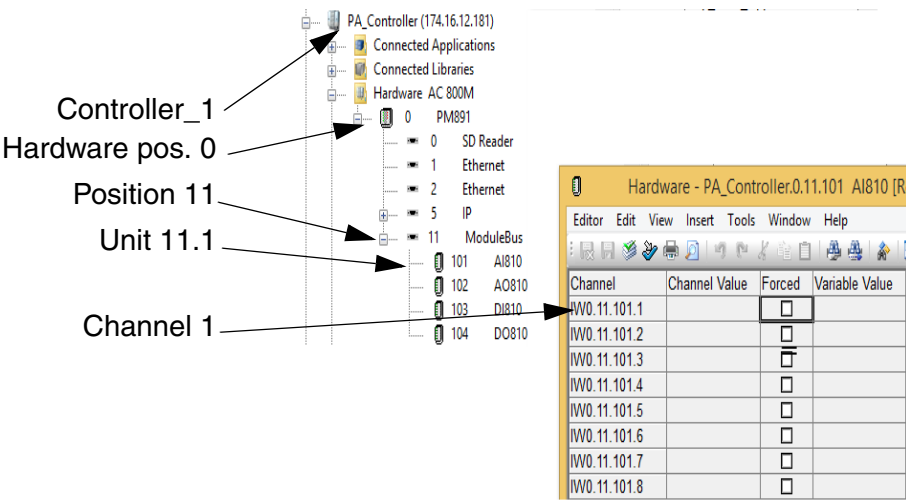 PA_Controller (174.16.12.181)
Connected Applications
Connected Libraries
Hardware AC 800M
0 PM891
0 SD Reader
1 Ethernet
2 Ethernet
5 IP
11 ModuleBus
101 AI810
102 AO810
103 DI810
104 DO810
Controller_1
Hardware pos. 0
Position 11
Unit 11.1
Channel 1
Hardware - PA_Controller.0.11.101 AI810 [R
Editor Edit View Insert Tools Window Help
Channel Channel Value Forced Variable Value
IW0.11.101.1
IW0.11.101.2
IW0.11.101.3
IW0.11.101.4
IW0.11.101.5
IW0.11.101.6
IW0.11.101.7
IW0.11.101.8